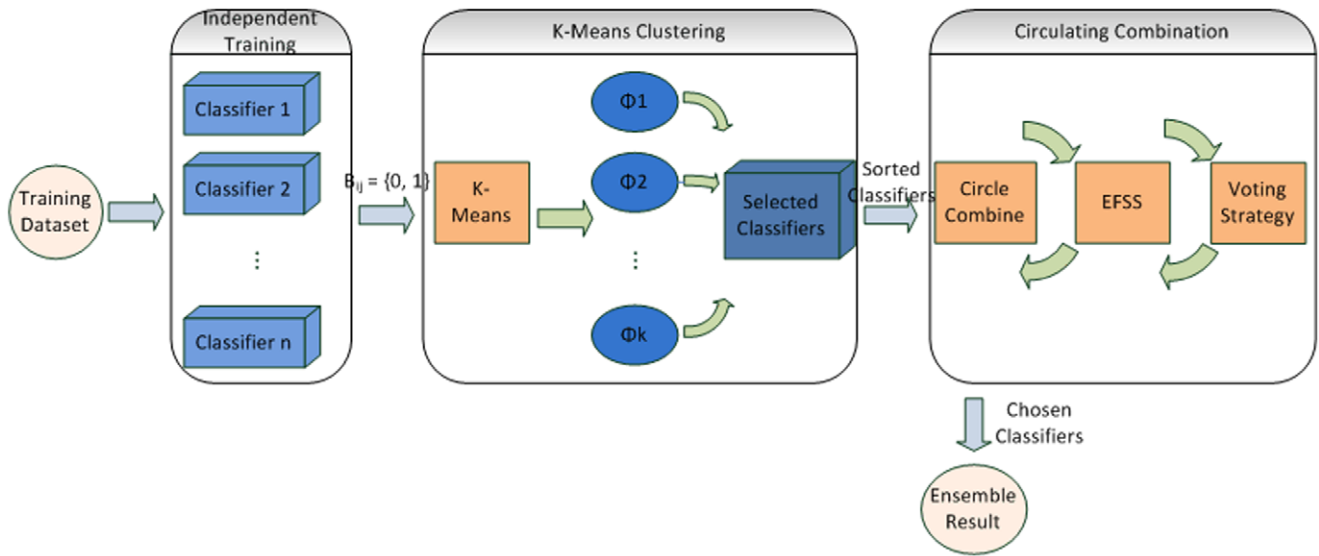 Independent
Training
K-Means Clustering
Circulating Combination
Training
Dataset
Classifier 1
Classifier 2
⋮
Classifier n
Bij = {0, 1}
K-
Means
Φ1
Φ2
⋮
Φk
Selected
Classifiers
Sorted
Classifiers
Circle
Combine
EFSS
Voting
Strategy
Chosen
Classifiers
Ensemble
Result